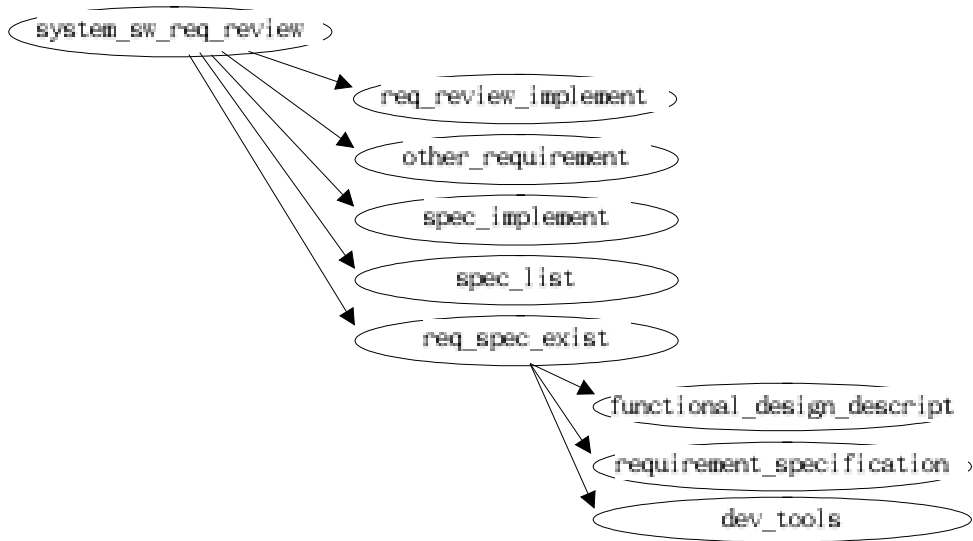 system_sw_req_review
req_review_implement
other_requirement
spec_implement
spec_list
req_spec_exist
functional_design_descript
requirement_specification
dev_tools